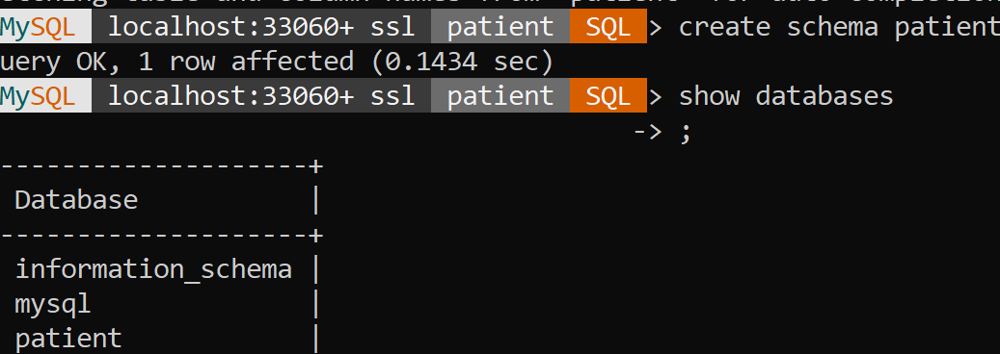 MySQL localhost:33060+ ssl patient SQL > create schema patient
uery OK, 1 row affected (0.1434 sec)
MySQL localhost:33060+ ssl patient SQL > show databases
-> ;
--------------------+
Database |
--------------------+
information_schema |
mysql |
patient |